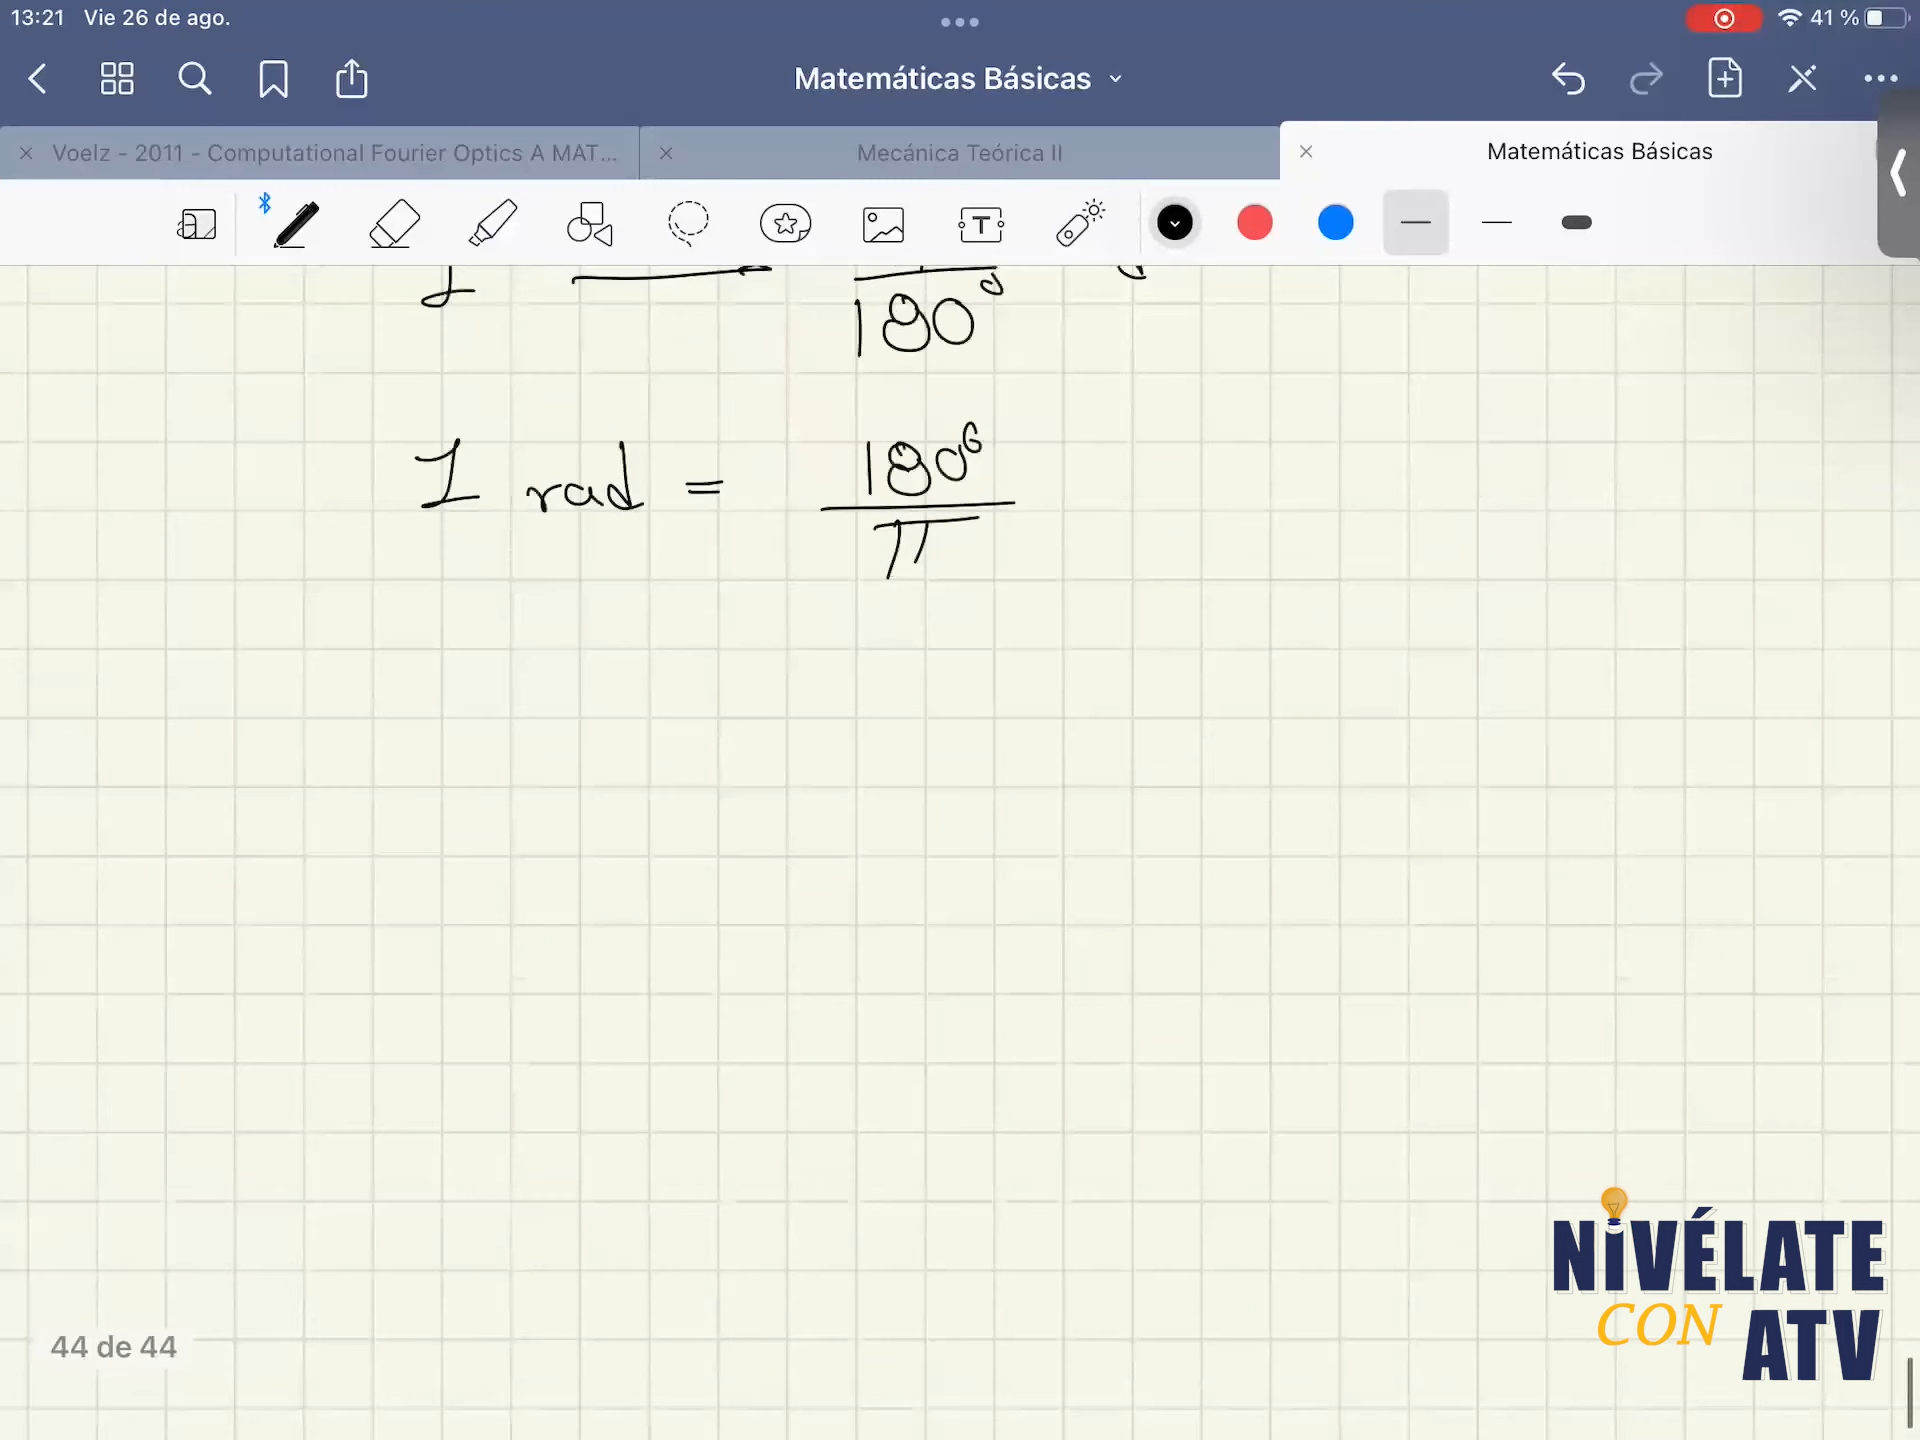 13:21 Vie 26 de ago.
41 %
Matemáticas Básicas
Voelz - 2011 - Computational Fourier Optics A MAT...
Mecánica Teórica II
Matemáticas Básicas
180
1 rad = 180°
π
44 de 44
NIVÉLATE
CON
ATV